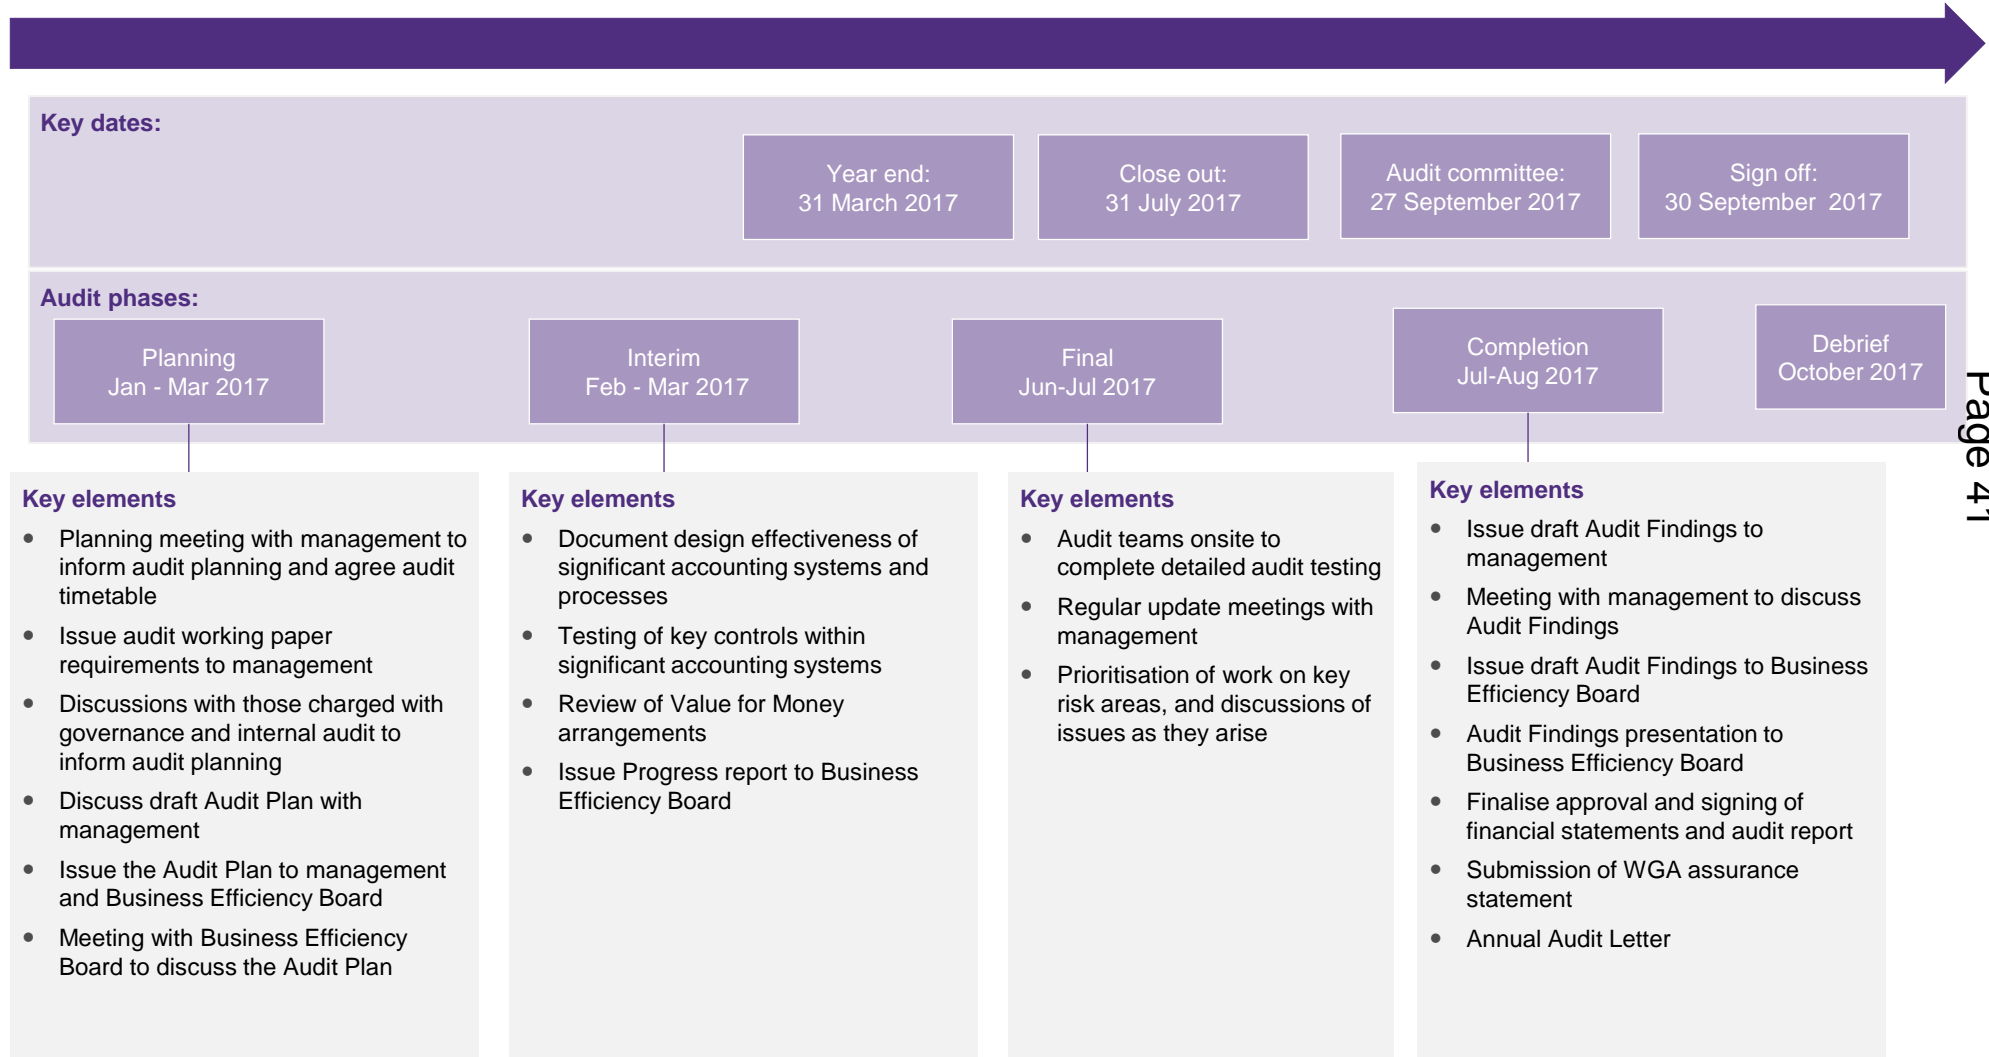 Key dates:
Year end:
31 March 2017
Close out:
31 July 2017
Audit committee:
27 September 2017
Sign off:
30 September  2017
Audit phases:
Planning
Jan - Mar 2017
Interim
Feb - Mar 2017
Final
Jun-Jul 2017
Completion
Jul-Aug 2017
Debrief
October 2017
Key elements
• Planning meeting with management to
inform audit planning and agree audit
timetable
• Issue audit working paper
requirements to management
• Discussions with those charged with
governance and internal audit to
inform audit planning
• Discuss draft Audit Plan with
management
• Issue the Audit Plan to management
and Business Efficiency Board
• Meeting with Business Efficiency
Board to discuss the Audit Plan
Key elements
• Document design effectiveness of
significant accounting systems and
processes
• Testing of key controls within
significant accounting systems
• Review of Value for Money
arrangements
• Issue Progress report to Business
Efficiency Board
Key elements
• Audit teams onsite to
complete detailed audit testing
• Regular update meetings with
management
• Prioritisation of work on key
risk areas, and discussions of
issues as they arise
Key elements
• Issue draft Audit Findings to
management
• Meeting with management to discuss
Audit Findings
• Issue draft Audit Findings to Business
Efficiency Board
• Audit Findings presentation to
Business Efficiency Board
• Finalise approval and signing of
financial statements and audit report
• Submission of WGA assurance
statement
• Annual Audit Letter
Page 41